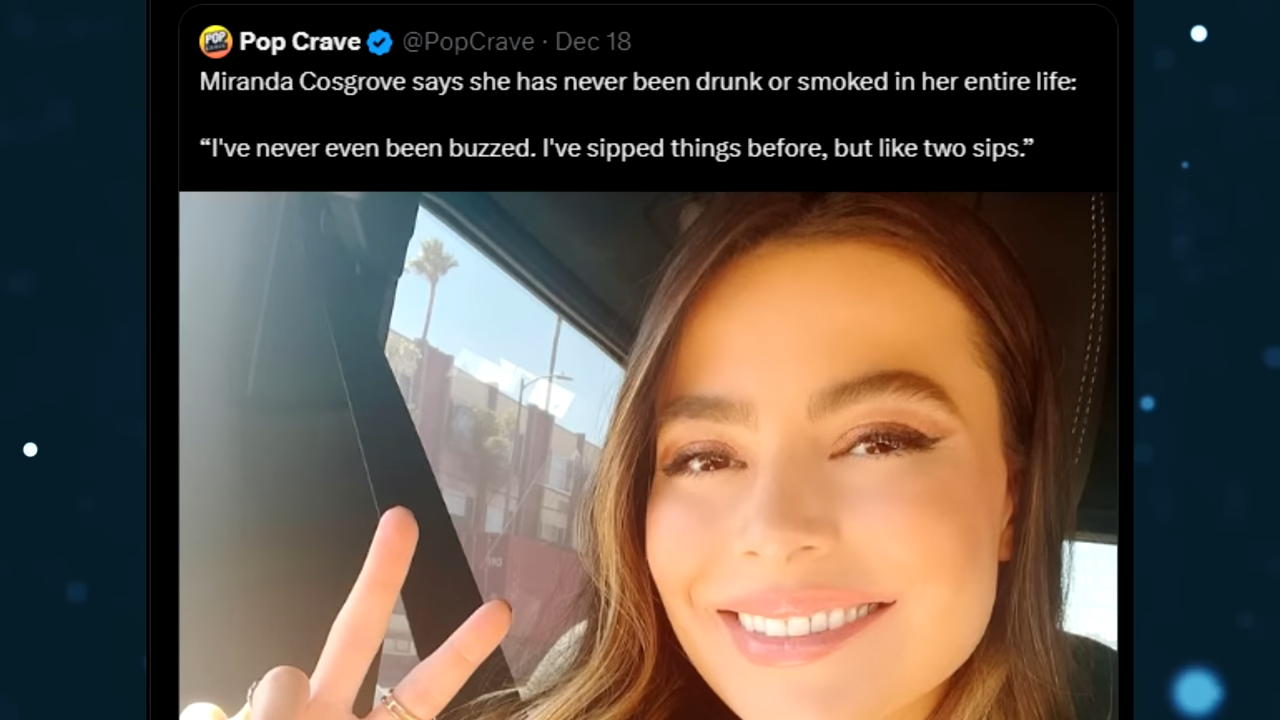 Pop Crave @PopCrave · Dec 18
Miranda Cosgrove says she has never been drunk or smoked in her entire life:
“I've never even been buzzed. I've sipped things before, but like two sips.”